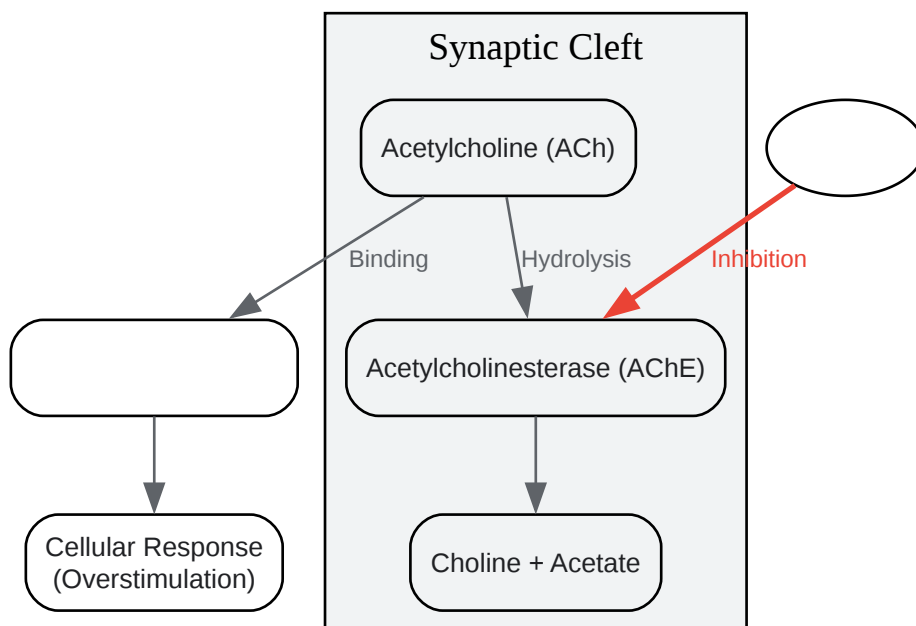 Synaptic Cleft
Acetylcholine (ACh)
Binding
Hydrolysis
Inhibition
Acetylcholinesterase (AChE)
Cellular Response
(Overstimulation)
Choline + Acetate